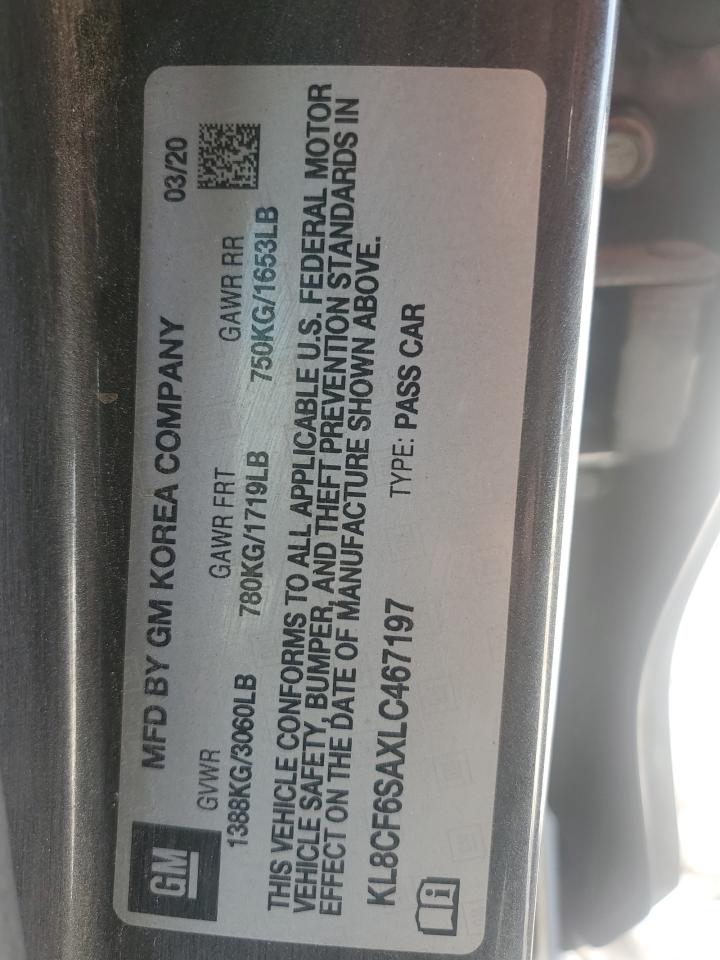 GM
MFD BY GM KOREA COMPANY
03/20
GVWR
GAWR FRT
GAWR RR
1388KG/3060LB
780KG/1719LB
750KG/1653LB
THIS VEHICLE CONFORMS TO ALL APPLICABLE U.S. FEDERAL MOTOR
VEHICLE SAFETY, BUMPER, AND THEFT PREVENTION STANDARDS IN
EFFECT ON THE DATE OF MANUFACTURE SHOWN ABOVE.
KL8CF6SAXLC467197
TYPE: PASS CAR